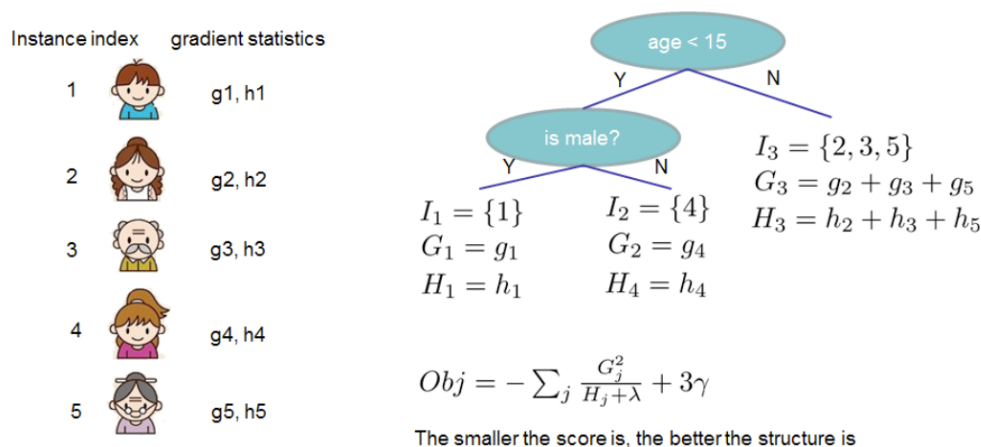 Instance index gradient statistics
1 g1, h1
2 g2, h2
3 g3, h3
4 g4, h4
5 g5, h5
age < 15
Y N
is male?
Y N
I₁ = {1}
G₁ = g₁
H₁ = h₁
I₂ = {4}
G₂ = g₄
H₄ = h₄
I₃ = {2, 3, 5}
G₃ = g₂ + g₃ + g₅
H₃ = h₂ + h₃ + h₅
Obj = − ∑ⱼ Gⱼ² / (Hⱼ+λ) + 3γ
The smaller the score is, the better the structure is